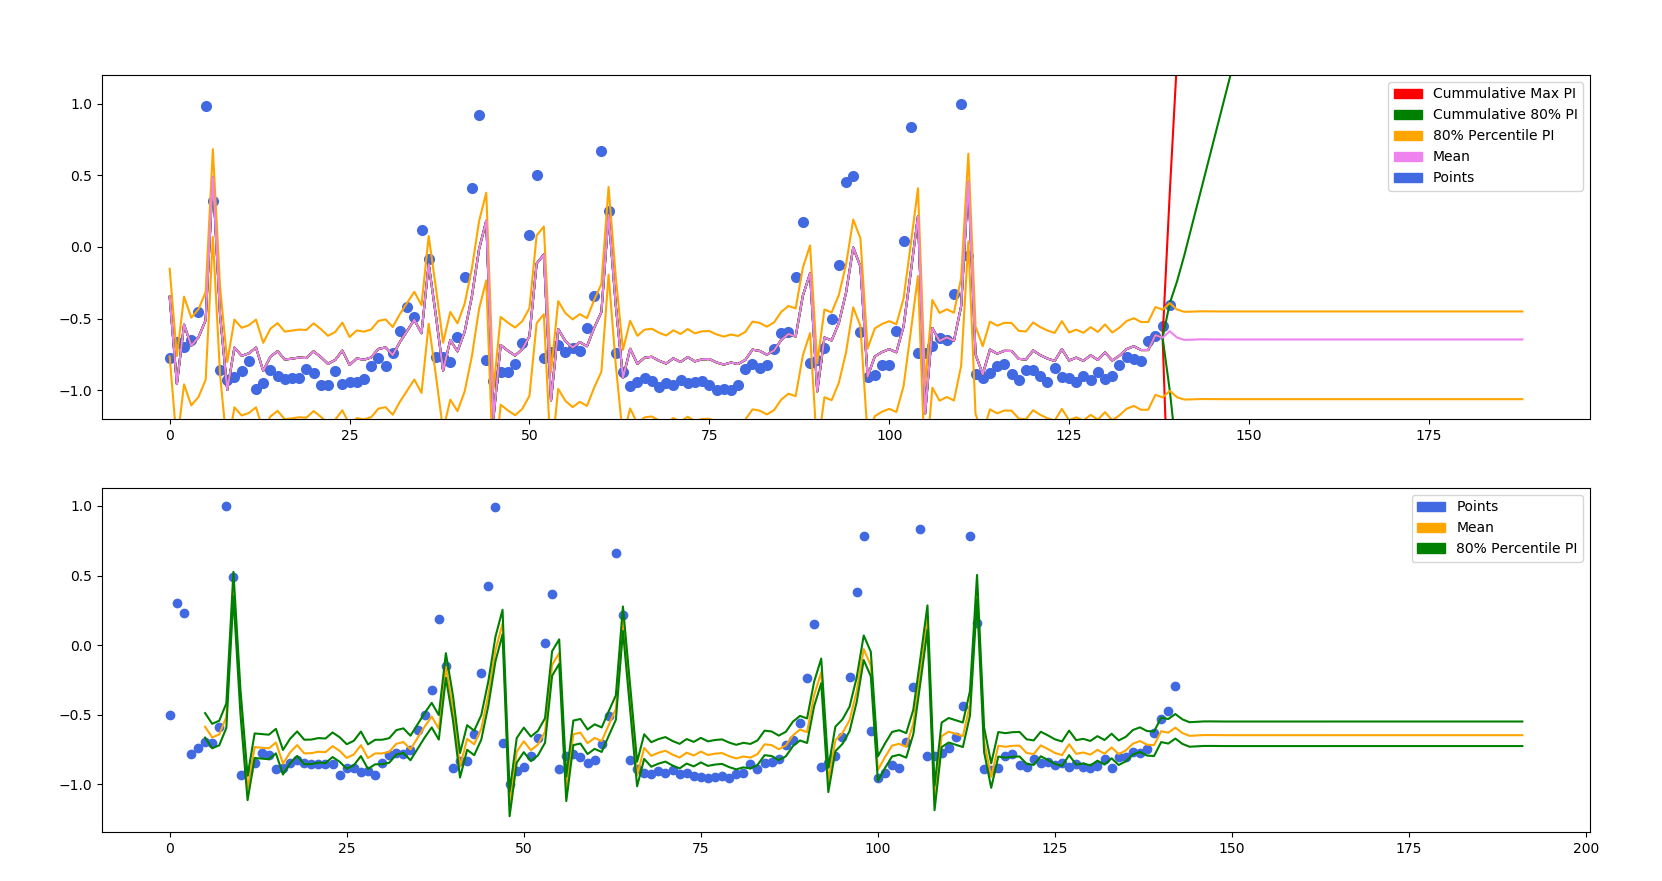 1.0
0.5
0.0
−0.5
−1.0
0 25 50 75 100 125 150 175
Cummulative Max PI
Cummulative 80% PI
80% Percentile PI
Mean
Points
1.0
0.5
0.0
−0.5
−1.0
0 25 50 75 100 125 150 175 200
Points
Mean
80% Percentile PI